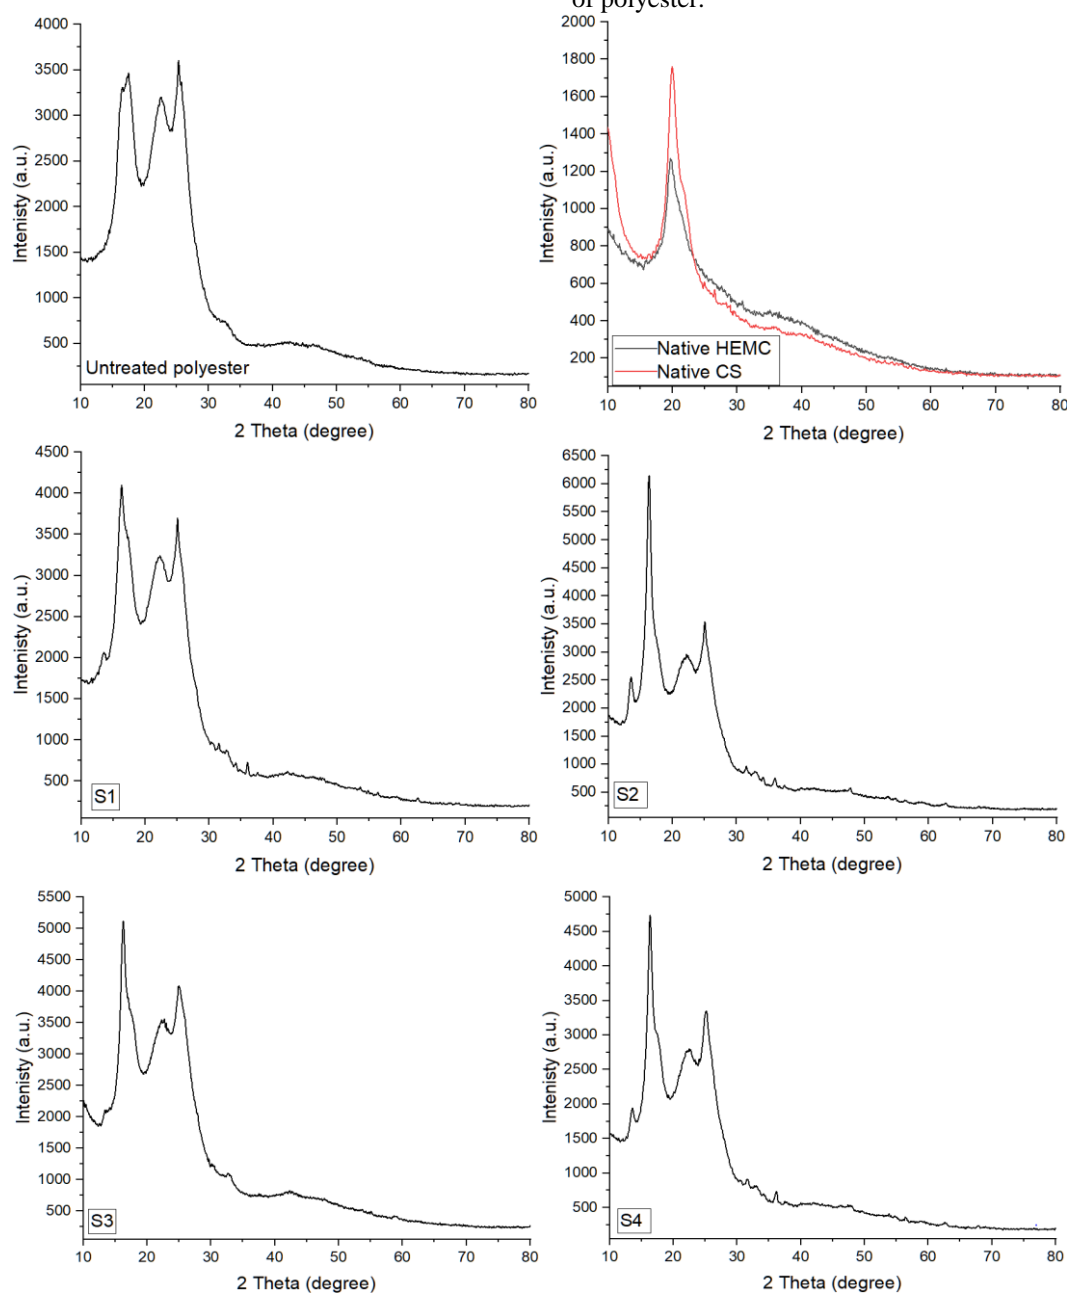 of polyester.
4000
3500
3000
2500
2000
1500
1000
500
Intenisty (a.u.)
Untreated polyester
10 20 30 40 50 60 70 80
2 Theta (degree)
2000
1800
1600
1400
1200
1000
800
600
400
200
Intenisty (a.u.)
Native HEMC
Native CS
10 20 30 40 50 60 70 80
2 Theta (degree)
4500
4000
3500
3000
2500
2000
1500
1000
500
Intenisty (a.u.)
S1
10 20 30 40 50 60 70 80
2 Theta (degree)
6500
6000
5500
5000
4500
4000
3500
3000
2500
2000
1500
1000
500
Intenisty (a.u.)
S2
10 20 30 40 50 60 70 80
2 Theta (degree)
5500
5000
4500
4000
3500
3000
2500
2000
1500
1000
500
Intenisty (a.u.)
S3
10 20 30 40 50 60 70 80
2 Theta (degree)
5000
4500
4000
3500
3000
2500
2000
1500
1000
500
Intenisty (a.u.)
S4
10 20 30 40 50 60 70 80
2 Theta (degree)